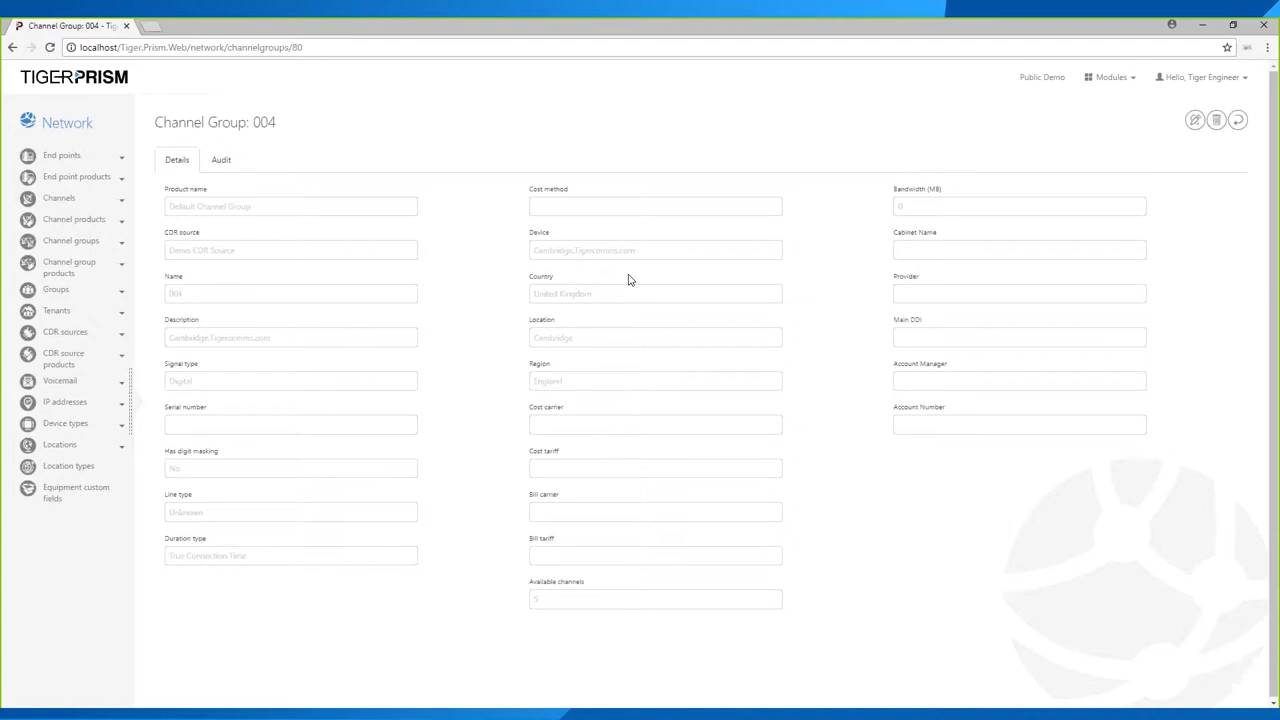 Channel Group: 004 - Tig
localhost/Tiger.Prism.Web/network/channelgroups/80
TIGERPRISM
Public Demo
Modules
Hello, Tiger Engineer
Network
End points
End point products
Channels
Channel products
Channel groups
Channel group
products
Groups
Tenants
CDR sources
CDR source
products
Voicemail
IP addresses
Device types
Locations
Location types
Equipment custom
fields
Channel Group: 004
Details
Audit
Product name
Default Channel Group
CDR source
Demo CDR Source
Name
004
Description
Cambridge.Tigercomms.com
Signal type
Digital
Serial number
Has digit masking
No
Line type
Unknown
Duration type
True Connection Time
Cost method
Device
Cambridge.Tigercomms.com
Country
United Kingdom
Location
Cambridge
Region
England
Cost carrier
Cost tariff
Bill carrier
Bill tariff
Available channels
5
Bandwidth (MB)
0
Cabinet Name
Provider
Main DDI
Account Manager
Account Number